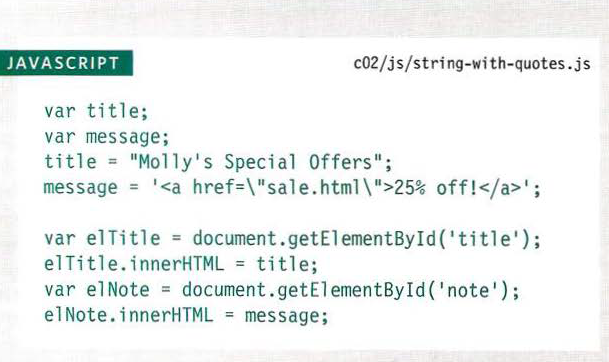 JAVASCRIPT c02/js/string-with-quotes.js
var title;
var message;
title = "Molly's Special Offers";
message = '<a href=\"sale.html\">25% off!</a>';
var elTitle = document.getElementById('title');
elTitle.innerHTML = title;
var elNote = document.getElementById('note');
elNote.innerHTML = message;